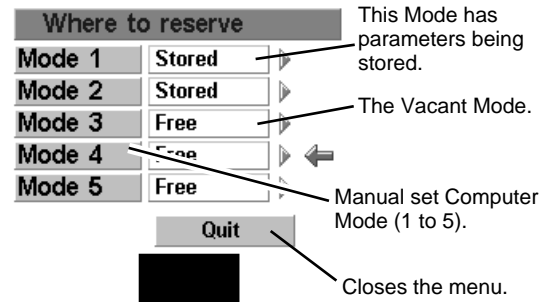 Where to reserve
Mode 1 Stored
Mode 2 Stored
Mode 3 Free
Mode 4 Free
Mode 5 Free
Quit
This Mode has
parameters being
stored.
The Vacant Mode.
Manual set Computer
Mode (1 to 5).
Closes the menu.